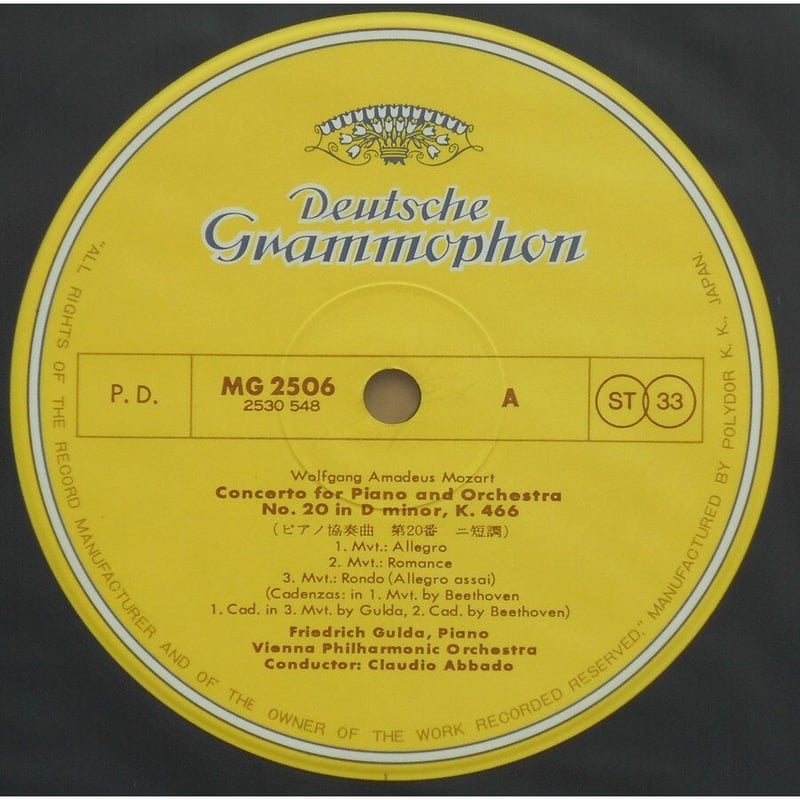 Deutsche
Grammophon
P. D.
MG 2506
2530 548
A
ST 33
Wolfgang Amadeus Mozart
Concerto for Piano and Orchestra
No. 20 in D minor, K. 466
(ピアノ協奏曲 第20番 ニ短調)
1. Mvt.: Allegro
2. Mvt.: Romance
3. Mvt.: Rondo (Allegro assai)
(Cadenzas: in 1. Mvt. by Beethoven
1. Cad. in 3. Mvt. by Gulda, 2. Cad. by Beethoven)
Friedrich Gulda, Piano
Vienna Philharmonic Orchestra
Conductor: Claudio Abbado
"ALL RIGHTS OF THE RECORD MANUFACTURER AND OF THE OWNER OF THE WORK RECORDED RESERVED." MANUFACTURED BY POLYDOR K. K., JAPAN.